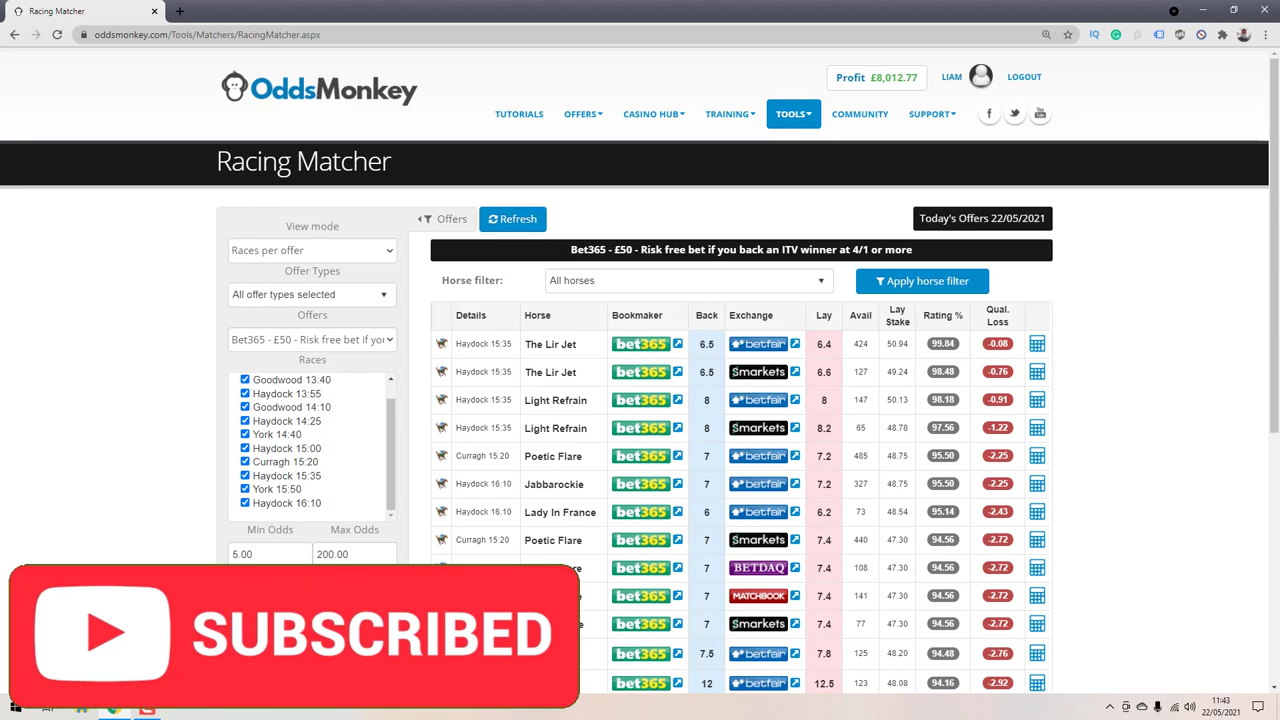 Racing Matcher
oddsmonkey.com/Tools/Matchers/RacingMatcher.aspx
OddsMonkey
Profit £8,012.77
LIAM
LOGOUT
TUTORIALS OFFERS CASINO HUB TRAINING TOOLS COMMUNITY SUPPORT
Racing Matcher
View mode
Races per offer
Offer Types
All offer types selected
Offers
Bet365 - £50 - Risk free bet if you
Races
Goodwood 13:40
Haydock 13:55
Goodwood 14:10
Haydock 14:25
York 14:40
Haydock 15:00
Curragh 15:20
Haydock 15:35
York 15:50
Haydock 16:10
Min Odds Max Odds
5.00 200.00
Offers Refresh Today's Offers 22/05/2021
Bet365 - £50 - Risk free bet if you back an ITV winner at 4/1 or more
Horse filter: All horses Apply horse filter
Details Horse Bookmaker Back Exchange Lay Avail Lay Stake Rating % Qual. Loss
Haydock 15:35 The Lir Jet bet365 6.5 betfair 6.4 424 50.94 99.84 -0.08
Haydock 15:35 The Lir Jet bet365 6.5 Smarkets 6.6 127 49.24 98.48 -0.76
Haydock 15:35 Light Refrain bet365 8 betfair 8 147 50.13 98.18 -0.91
Haydock 15:35 Light Refrain bet365 8 Smarkets 8.2 65 48.78 97.56 -1.22
Curragh 15:20 Poetic Flare bet365 7 betfair 7.2 485 48.75 95.50 -2.25
Haydock 16:10 Jabbarockie bet365 7 betfair 7.2 327 48.75 95.50 -2.25
Haydock 16:10 Lady In France bet365 6 betfair 6.2 73 48.54 95.14 -2.43
Curragh 15:20 Poetic Flare bet365 7 Smarkets 7.4 440 47.30 94.56 -2.72
bet365 7 BETDAQ 7.4 108 47.30 94.56 -2.72
bet365 7 MATCHBOOK 7.4 141 47.30 94.56 -2.72
bet365 7 Smarkets 7.4 77 47.30 94.56 -2.72
bet365 7.5 betfair 7.8 125 48.20 94.48 -2.76
bet365 12 betfair 12.5 123 48.08 94.16 -2.92
SUBSCRIBED
11:43
22/05/2021